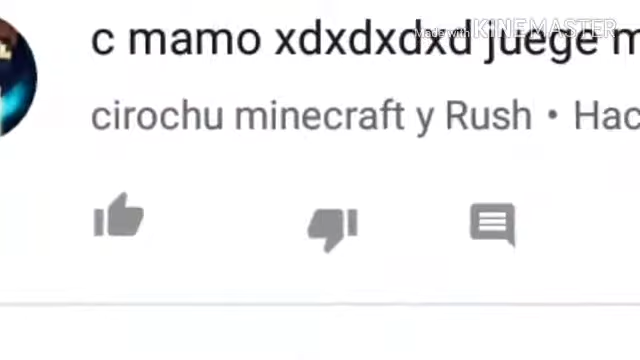 c mamo xdxdxdxd juege m
Made with KINEMASTER
cirochu minecraft y Rush • Hac